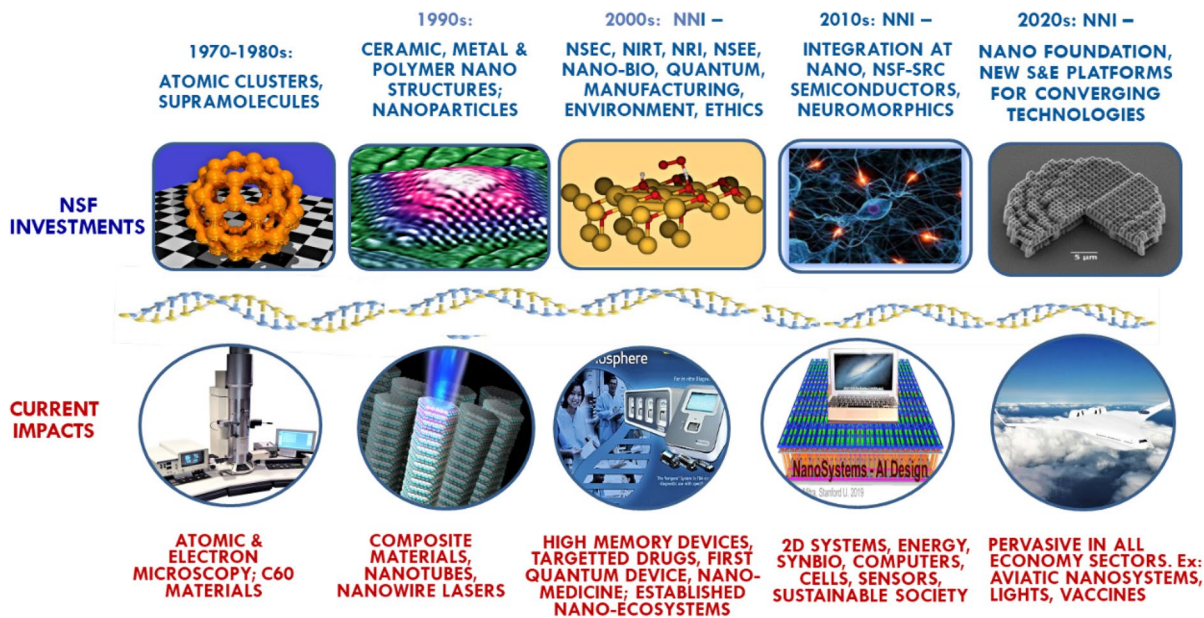 1970-1980s:
ATOMIC CLUSTERS,
SUPRAMOLECULES
1990s:
CERAMIC, METAL &
POLYMER NANO
STRUCTURES;
NANOPARTICLES
2000s: NNI –
NSEC, NIRT, NRI, NSEE,
NANO-BIO, QUANTUM,
MANUFACTURING,
ENVIRONMENT, ETHICS
2010s: NNI –
INTEGRATION AT
NANO, NSF-SRC
SEMICONDUCTORS,
NEUROMORPHICS
2020s: NNI –
NANO FOUNDATION,
NEW S&E PLATFORMS
FOR CONVERGING
TECHNOLOGIES
NSF
INVESTMENTS
5 μm
CURRENT
IMPACTS
nosphere
NanoSystems - AI Design
Stanford U. 2019
ATOMIC &
ELECTRON
MICROSCOPY; C60
MATERIALS
COMPOSITE
MATERIALS,
NANOTUBES,
NANOWIRE LASERS
HIGH MEMORY DEVICES,
TARGETTED DRUGS, FIRST
QUANTUM DEVICE, NANO-
MEDICINE; ESTABLISHED
NANO-ECOSYSTEMS
2D SYSTEMS, ENERGY,
SYNBIO, COMPUTERS,
CELLS, SENSORS,
SUSTAINABLE SOCIETY
PERVASIVE IN ALL
ECONOMY SECTORS. Ex:
AVIATIC NANOSYSTEMS,
LIGHTS, VACCINES